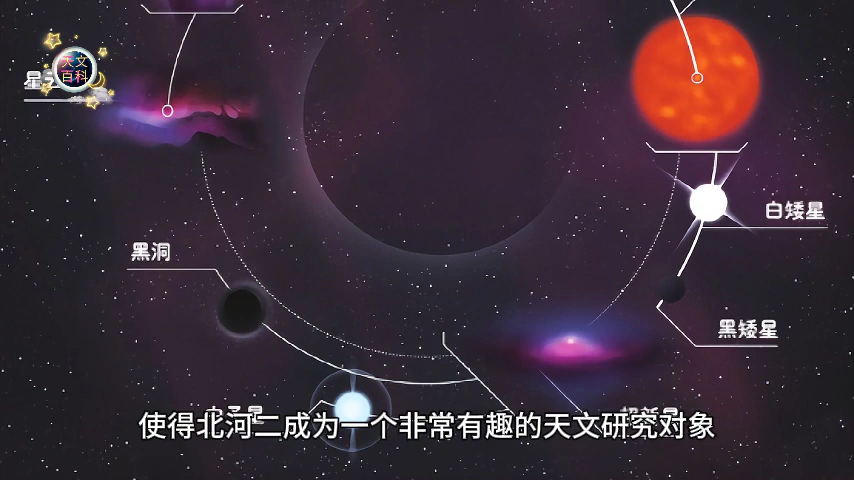 天文
百科
白矮星
黑洞
黑矮星
使得北河二成为一个非常有趣的天文研究对象